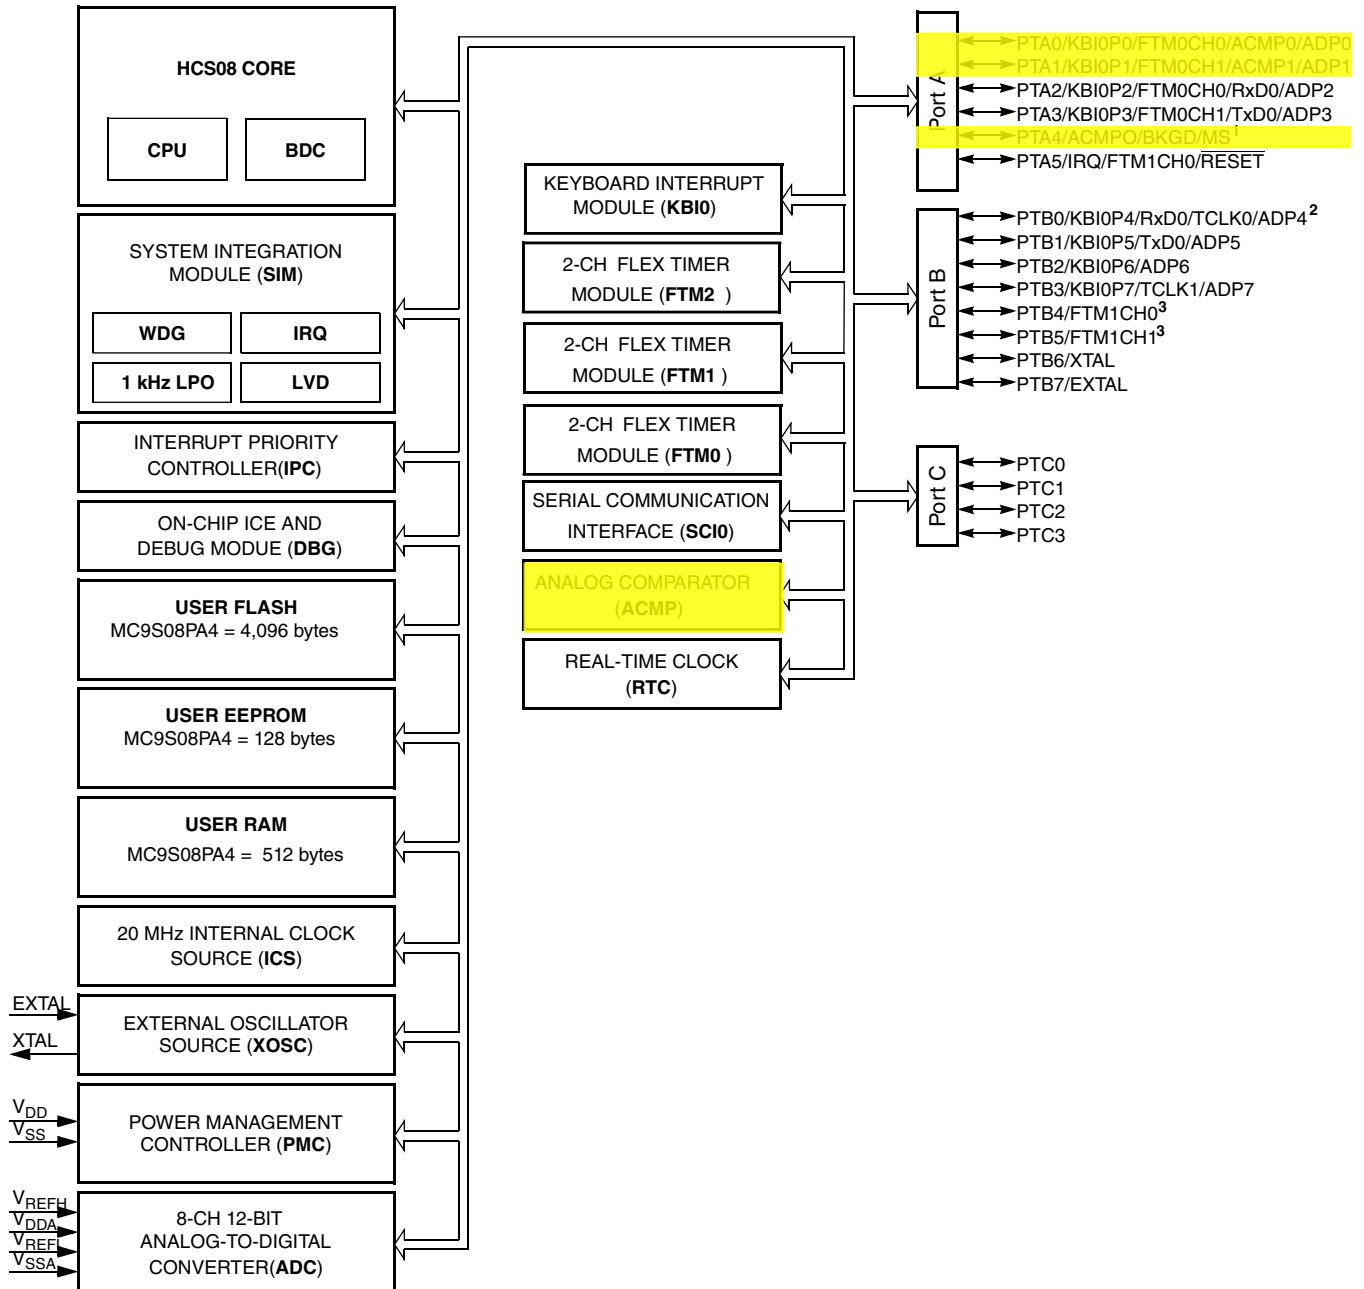 HCS08 CORE
CPU
BDC
SYSTEM INTEGRATION
MODULE (SIM)
WDG
IRQ
1 kHz LPO
LVD
INTERRUPT PRIORITY
CONTROLLER(IPC)
ON-CHIP ICE AND
DEBUG MODUE (DBG)
USER FLASH
MC9S08PA4 = 4,096 bytes
USER EEPROM
MC9S08PA4 = 128 bytes
USER RAM
MC9S08PA4 = 512 bytes
20 MHz INTERNAL CLOCK
SOURCE (ICS)
EXTAL
XTAL
EXTERNAL OSCILLATOR
SOURCE (XOSC)
VDD
VSS
POWER MANAGEMENT
CONTROLLER (PMC)
VREFH
VDDA
VREFL
VSSA
8-CH 12-BIT
ANALOG-TO-DIGITAL
CONVERTER(ADC)
KEYBOARD INTERRUPT
MODULE (KBI0)
2-CH FLEX TIMER
MODULE (FTM2 )
2-CH FLEX TIMER
MODULE (FTM1 )
2-CH FLEX TIMER
MODULE (FTM0 )
SERIAL COMMUNICATION
INTERFACE (SCI0)
ANALOG COMPARATOR
(ACMP)
REAL-TIME CLOCK
(RTC)
Port A
PTA0/KBI0P0/FTM0CH0/ACMP0/ADP0
PTA1/KBI0P1/FTM0CH1/ACMP1/ADP1
PTA2/KBI0P2/FTM0CH0/RxD0/ADP2
PTA3/KBI0P3/FTM0CH1/TxD0/ADP3
PTA4/ACMPO/BKGD/MS1
PTA5/IRQ/FTM1CH0/RESET
Port B
PTB0/KBI0P4/RxD0/TCLK0/ADP4²
PTB1/KBI0P5/TxD0/ADP5
PTB2/KBI0P6/ADP6
PTB3/KBI0P7/TCLK1/ADP7
PTB4/FTM1CH0³
PTB5/FTM1CH1³
PTB6/XTAL
PTB7/EXTAL
Port C
PTC0
PTC1
PTC2
PTC3